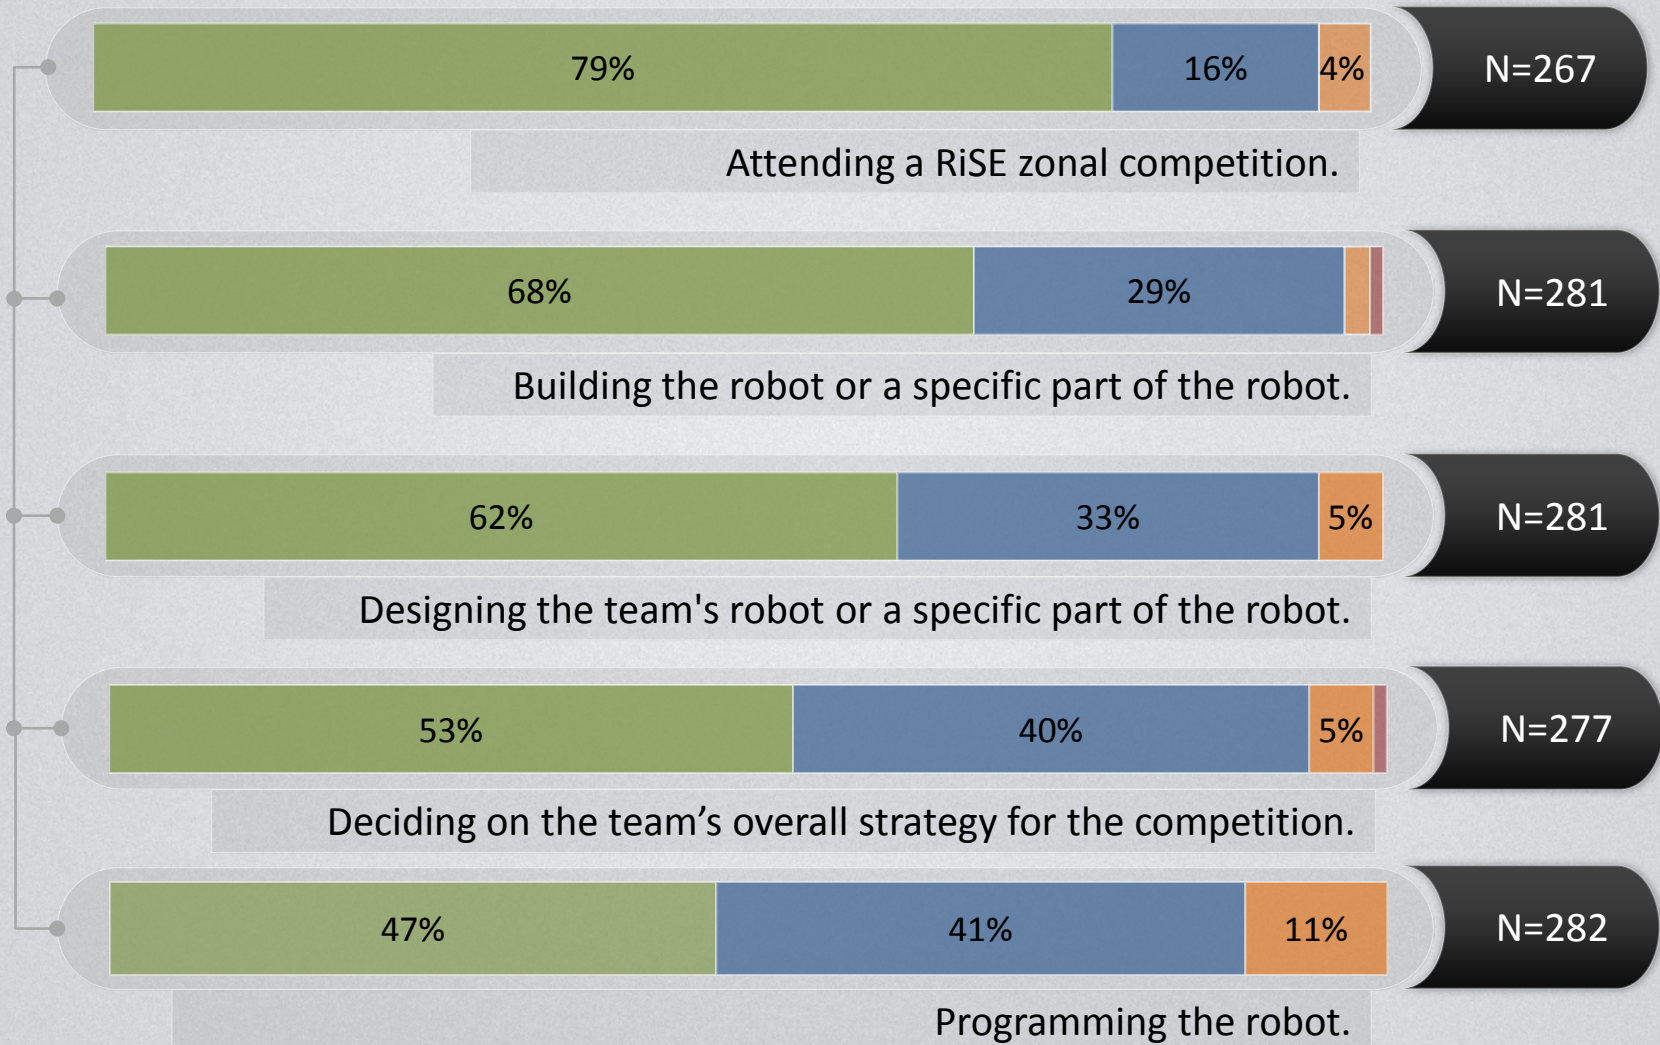 79% 16% 4% N=267
Attending a RiSE zonal competition.
68% 29% N=281
Building the robot or a specific part of the robot.
62% 33% 5% N=281
Designing the team's robot or a specific part of the robot.
53% 40% 5% N=277
Deciding on the team’s overall strategy for the competition.
47% 41% 11% N=282
Programming the robot.